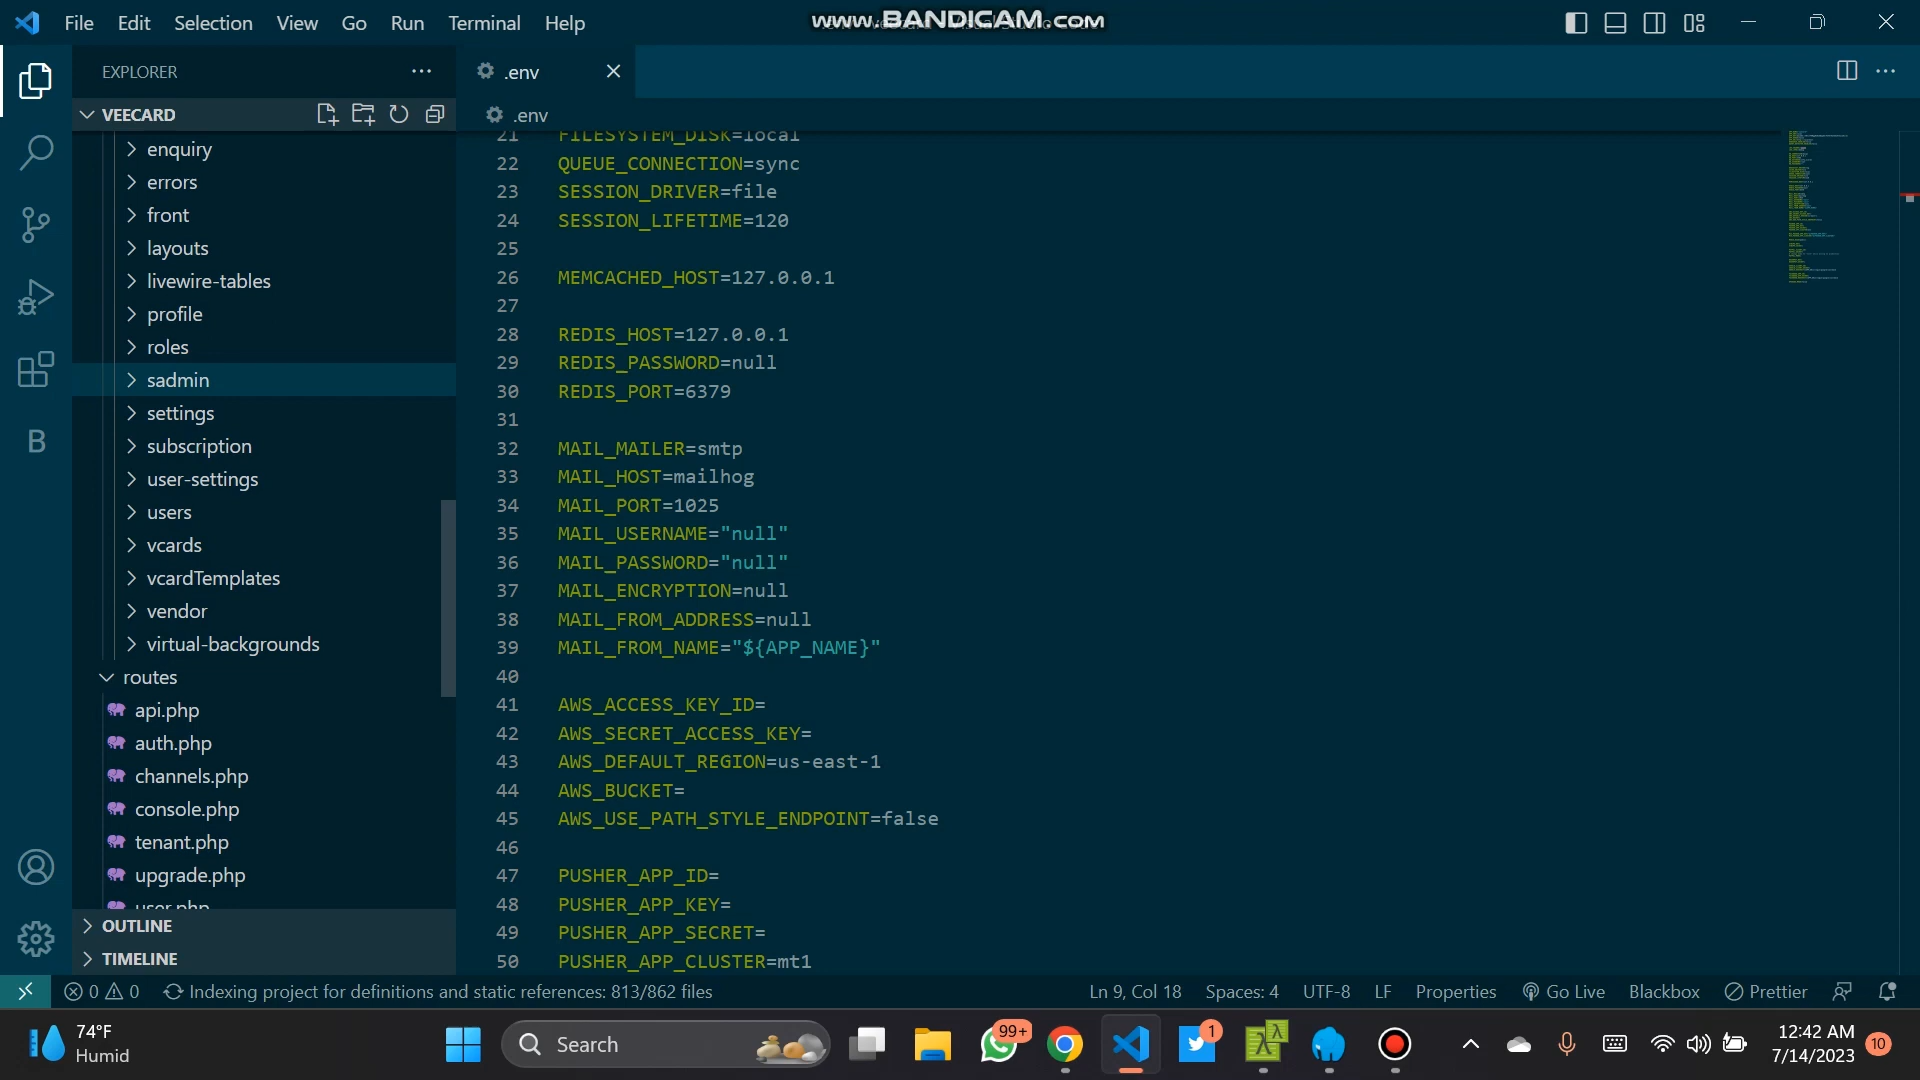 File Edit Selection View Go Run Terminal Help
www.BANDICAM.com
EXPLORER
.env
VEECARD
.env
enquiry
errors
front
layouts
livewire-tables
profile
roles
sadmin
settings
subscription
user-settings
users
vcards
vcardTemplates
vendor
virtual-backgrounds
routes
api.php
auth.php
channels.php
console.php
tenant.php
upgrade.php
user.php
OUTLINE
TIMELINE
21 FILESYSTEM_DISK=local
22 QUEUE_CONNECTION=sync
23 SESSION_DRIVER=file
24 SESSION_LIFETIME=120
25
26 MEMCACHED_HOST=127.0.0.1
27
28 REDIS_HOST=127.0.0.1
29 REDIS_PASSWORD=null
30 REDIS_PORT=6379
31
32 MAIL_MAILER=smtp
33 MAIL_HOST=mailhog
34 MAIL_PORT=1025
35 MAIL_USERNAME="null"
36 MAIL_PASSWORD="null"
37 MAIL_ENCRYPTION=null
38 MAIL_FROM_ADDRESS=null
39 MAIL_FROM_NAME="${APP_NAME}"
40
41 AWS_ACCESS_KEY_ID=
42 AWS_SECRET_ACCESS_KEY=
43 AWS_DEFAULT_REGION=us-east-1
44 AWS_BUCKET=
45 AWS_USE_PATH_STYLE_ENDPOINT=false
46
47 PUSHER_APP_ID=
48 PUSHER_APP_KEY=
49 PUSHER_APP_SECRET=
50 PUSHER_APP_CLUSTER=mt1
B
0 0 Indexing project for definitions and static references: 813/862 files
Ln 9, Col 18 Spaces: 4 UTF-8 LF Properties Go Live Blackbox Prettier
74°F
Humid
Search
99+
1
12:42 AM
7/14/2023
10